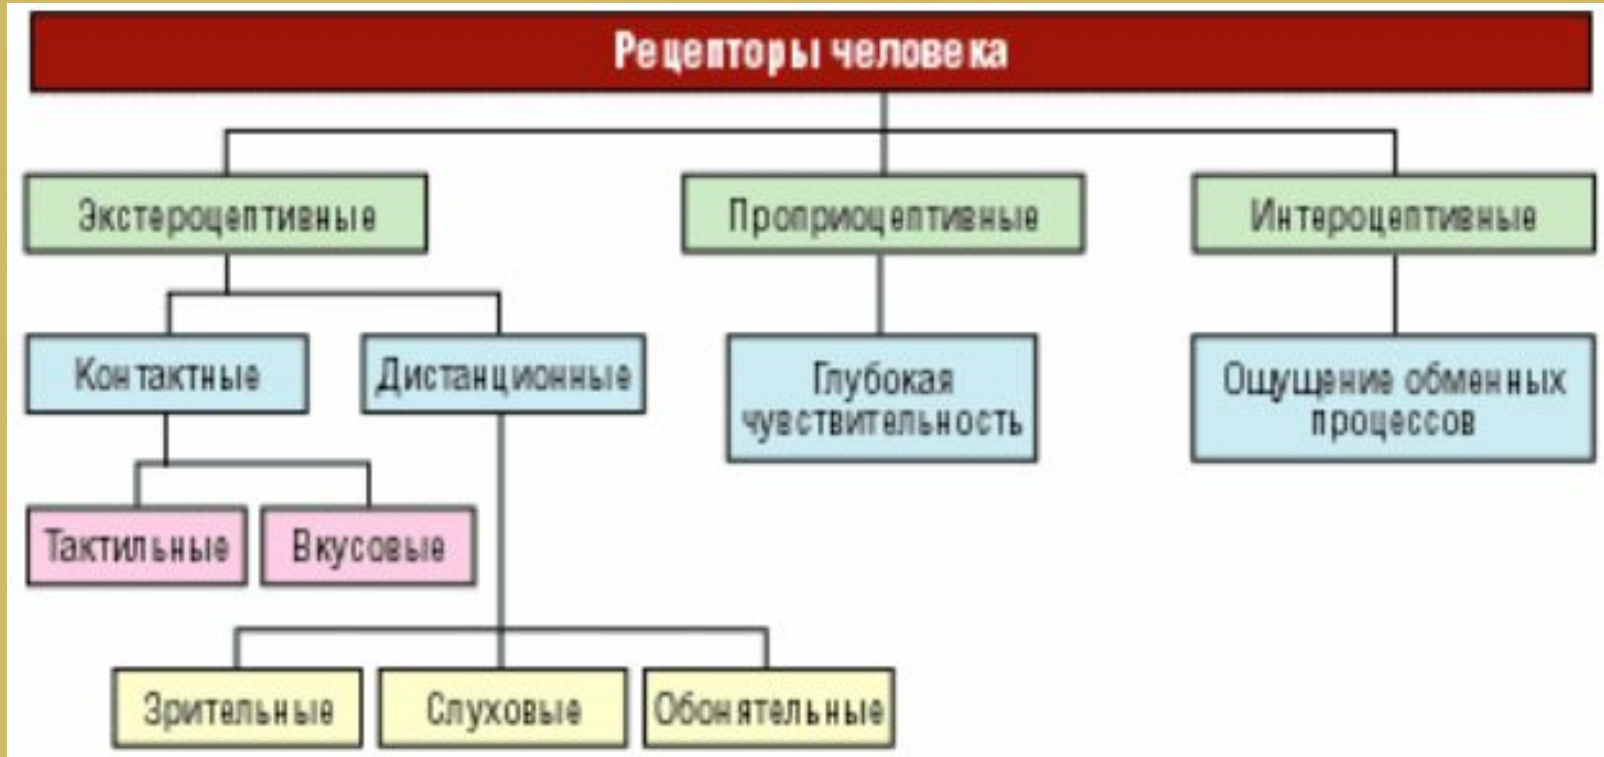 Рецепторы человека
Экстероцептивные
Проприоцептивные
Интероцептивные
Контактные
Дистанционные
Глубокая
чувствительность
Ощущение обменных
процессов
Тактильные
Вкусовые
Зрительные
Слуховые
Обонятельные